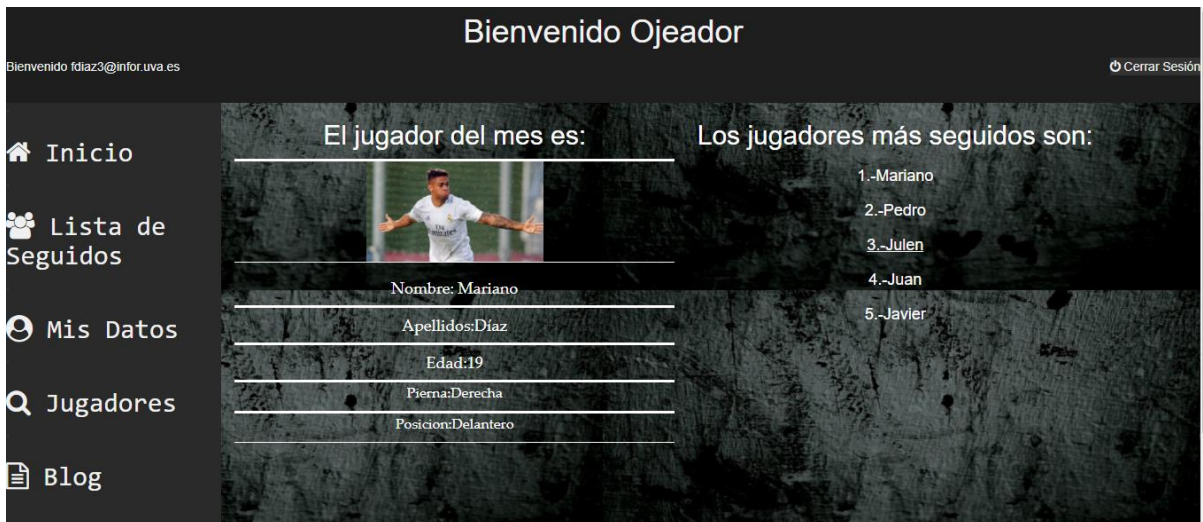 Bienvenido Ojeador
Bienvenido fdiaz3@infor.uva.es
Cerrar Sesión
Inicio
Lista de
Seguidos
Mis Datos
Jugadores
Blog
El jugador del mes es:
Nombre: Mariano
Apellidos:Díaz
Edad:19
Pierna:Derecha
Posicion:Delantero
Los jugadores más seguidos son:
1.-Mariano
2.-Pedro
3.-Julen
4.-Juan
5.-Javier